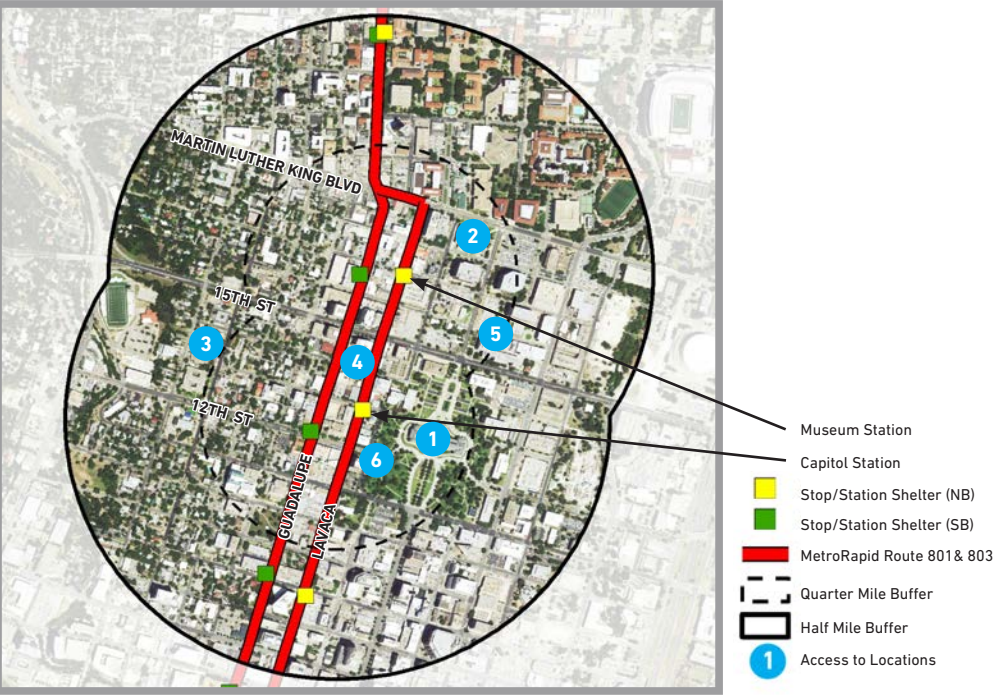 MARTIN LUTHER KING BLVD
2
15TH ST
3
5
4
12TH ST
1
6
GUADALUPE
LAVACA
Museum Station
Capitol Station
Stop/Station Shelter (NB)
Stop/Station Shelter (SB)
MetroRapid Route 801& 803
Quarter Mile Buffer
Half Mile Buffer
1 Access to Locations